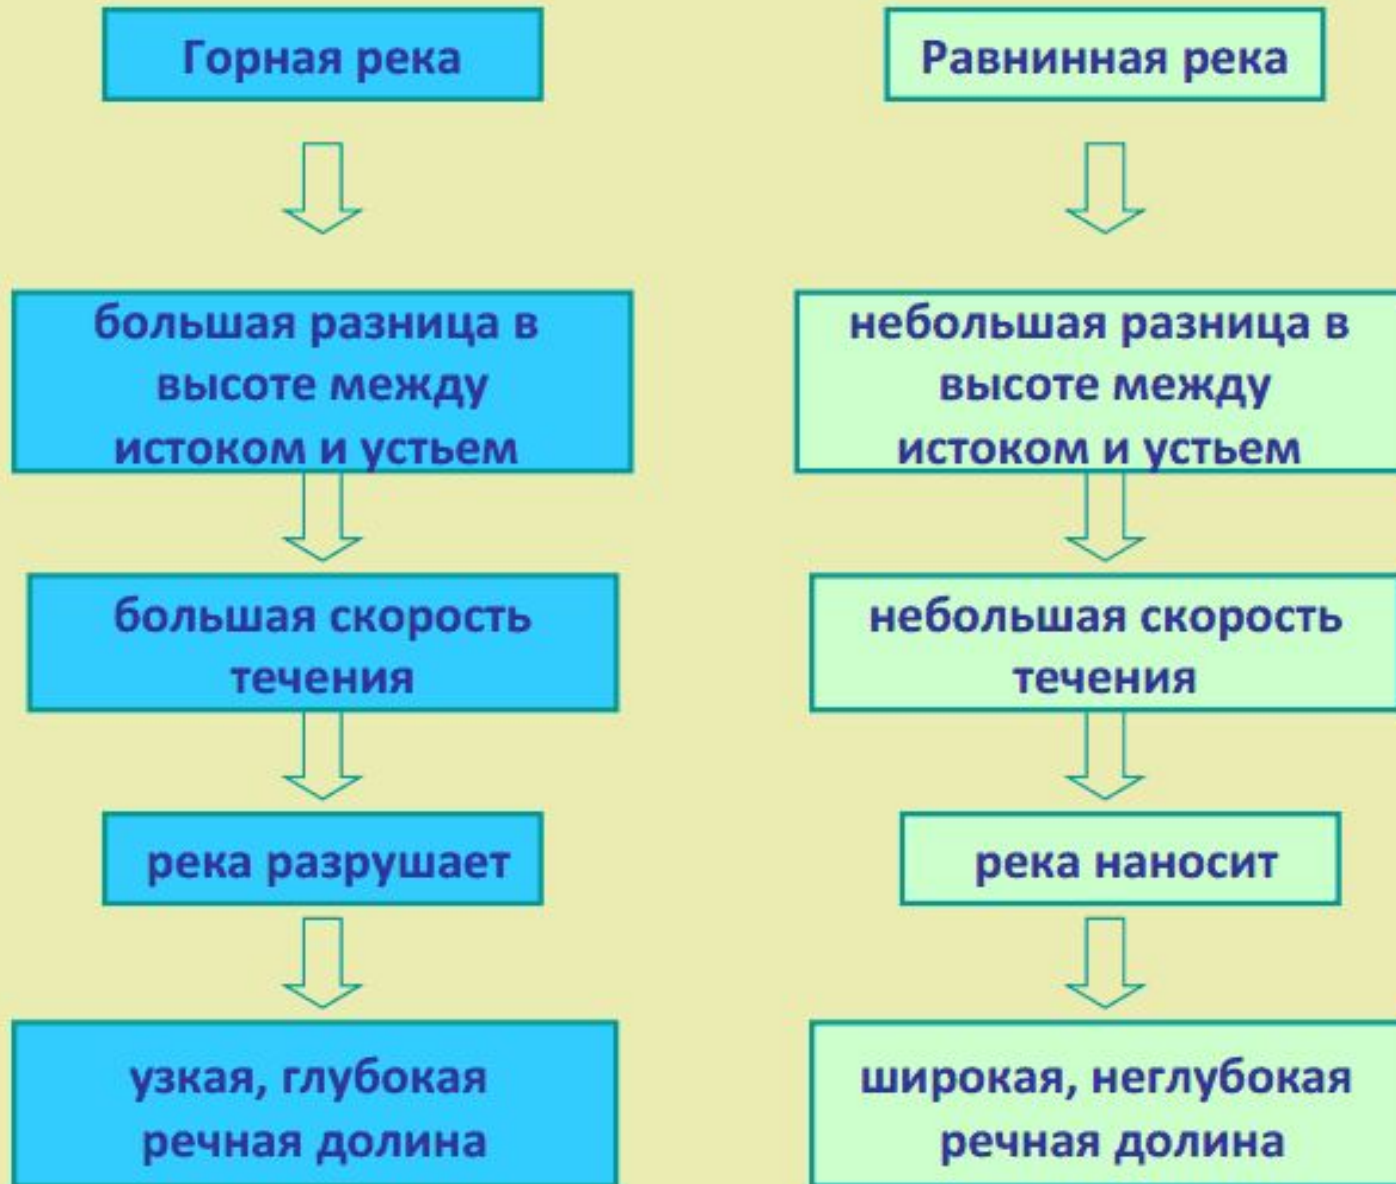 Горная река
большая разница в
высоте между
истоком и устьем
большая скорость
течения
река разрушает
узкая, глубокая
речная долина
Равнинная река
небольшая разница в
высоте между
истоком и устьем
небольшая скорость
течения
река наносит
широкая, неглубокая
речная долина